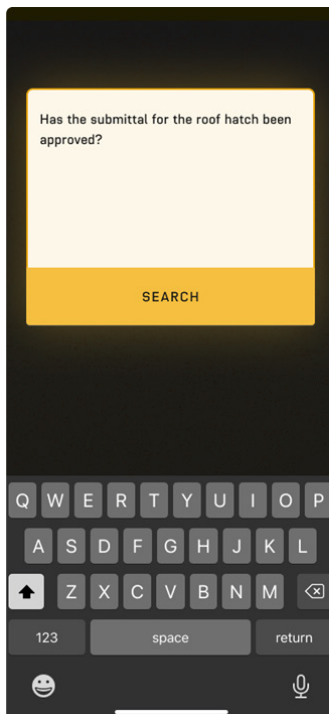 Has the submittal for the roof hatch been
approved?
SEARCH
Q W E R T Y U I O P
A S D F G H J K L
Z X C V B N M
123 space return